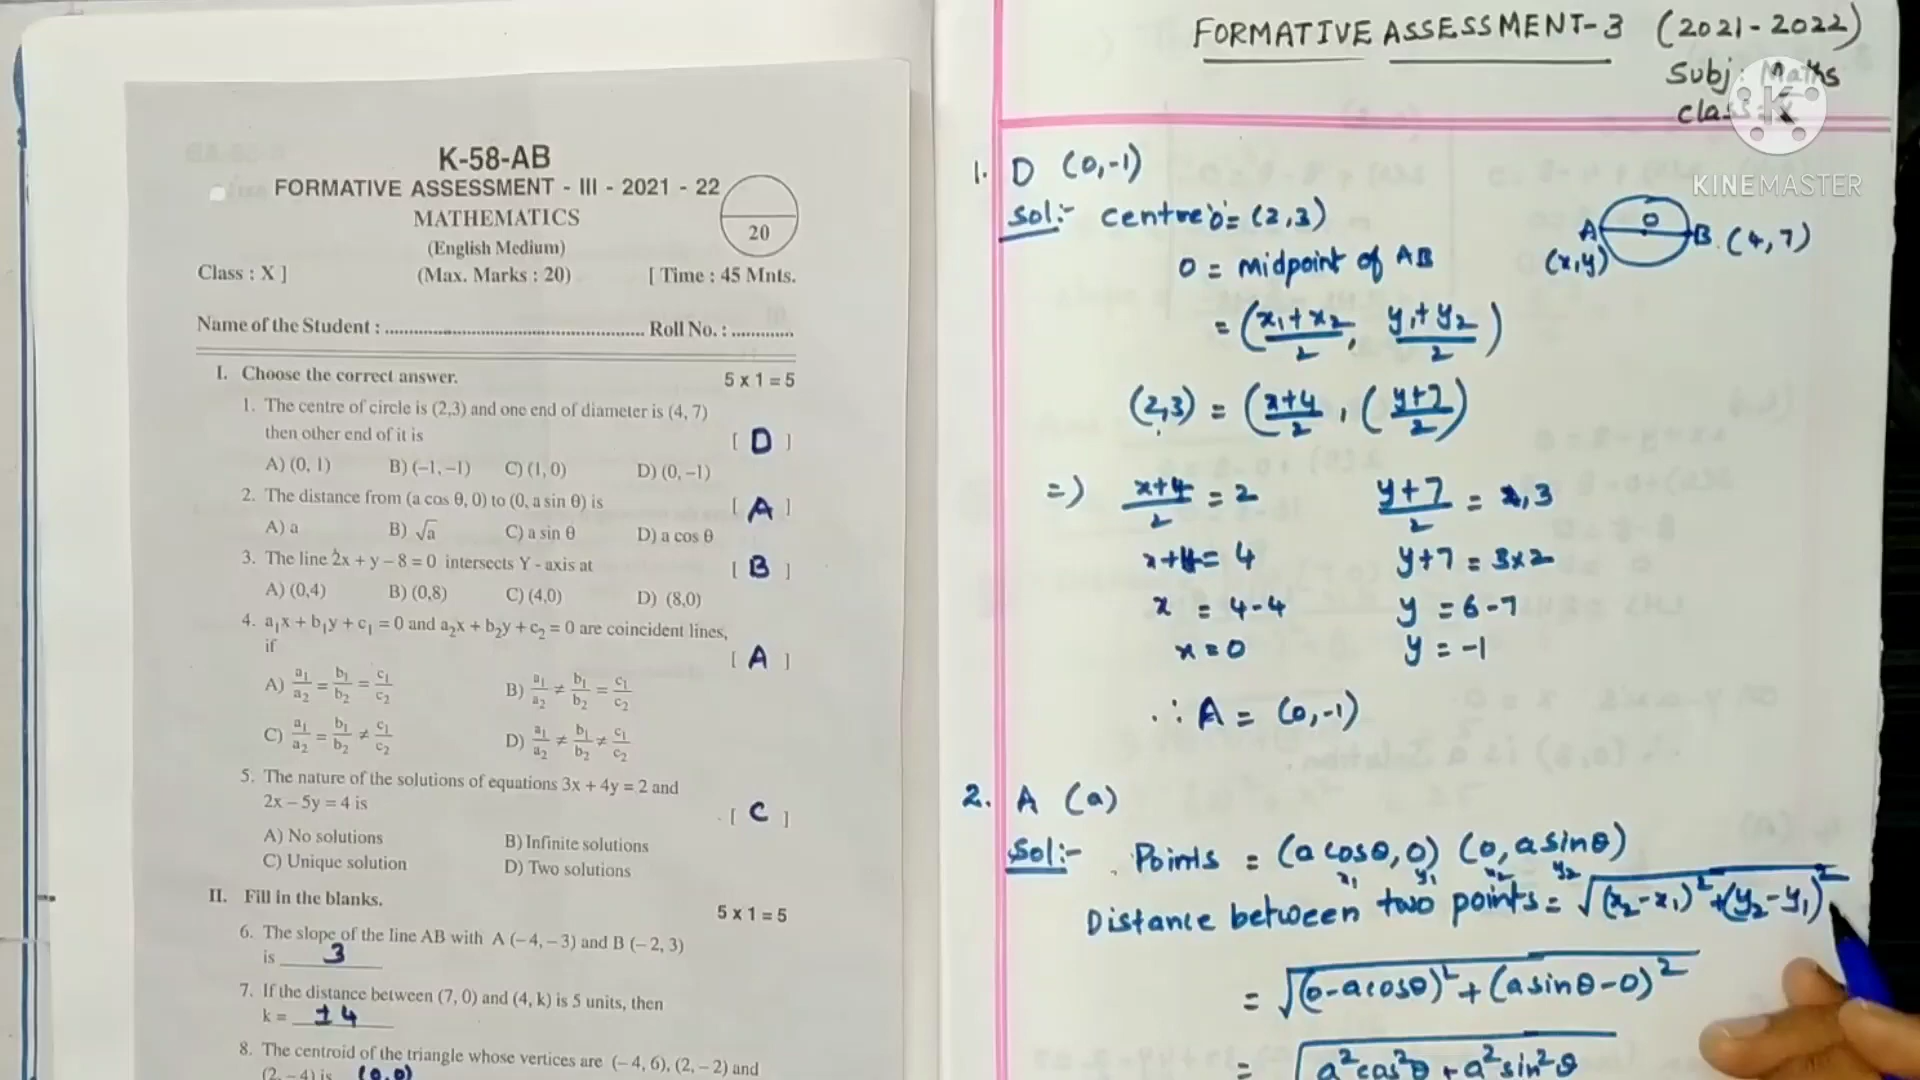 K-58-AB
FORMATIVE ASSESSMENT - III - 2021 - 22
MATHEMATICS
20
(English Medium)
Class : X ] (Max. Marks : 20) [ Time : 45 Mnts.
Name of the Student : ........................................................ Roll No. : .............
I. Choose the correct answer. 5 x 1 = 5
1. The centre of circle is (2,3) and one end of diameter is (4, 7)
then other end of it is [ D ]
A) (0, 1) B) (−1, −1) C) (1, 0) D) (0, −1)
2. The distance from (a cos θ, 0) to (0, a sin θ) is [ A ]
A) a B) √a C) a sin θ D) a cos θ
3. The line 2x + y − 8 = 0 intersects Y - axis at [ B ]
A) (0,4) B) (0,8) C) (4,0) D) (8,0)
4. a₁x + b₁y + c₁ = 0 and a₂x + b₂y + c₂ = 0 are coincident lines,
if [ A ]
A) a₁/a₂ = b₁/b₂ = c₁/c₂ B) a₁/a₂ ≠ b₁/b₂ = c₁/c₂
C) a₁/a₂ = b₁/b₂ ≠ c₁/c₂ D) a₁/a₂ ≠ b₁/b₂ ≠ c₁/c₂
5. The nature of the solutions of equations 3x + 4y = 2 and
2x − 5y = 4 is [ C ]
A) No solutions B) Infinite solutions
C) Unique solution D) Two solutions
II. Fill in the blanks. 5 x 1 = 5
6. The slope of the line AB with A (− 4, − 3) and B (− 2, 3)
is 3
7. If the distance between (7, 0) and (4, k) is 5 units, then
k = ±4
8. The centroid of the triangle whose vertices are (− 4, 6), (2, − 2) and
(2, − 4) is (0,0)
FORMATIVE ASSESSMENT-3 (2021-2022)
Subj: Maths
class: X
K
KINEMASTER
1. D (0,-1)
Sol:- centre 'O' = (2,3)
A O B (4,7)
(x,y)
O = midpoint of AB
= (x₁+x₂/2, y₁+y₂/2)
(2,3) = (x+4/2, (y+7/2)
=) x+4/2 = 2 y+7/2 = 3
x+4 = 4 y+7 = 3x2
x = 4-4 y = 6-7
x = 0 y = -1
∴ A = (0,-1)
2. A (a)
Sol:- Points = (a cosθ, 0) (0, a sinθ)
x₁ y₁ x₂ y₂
Distance between two points = √(x₂-x₁)² + (y₂-y₁)²
= √(0-acosθ)² + (asinθ-0)²
= √a²cos²θ + a²sin²θ